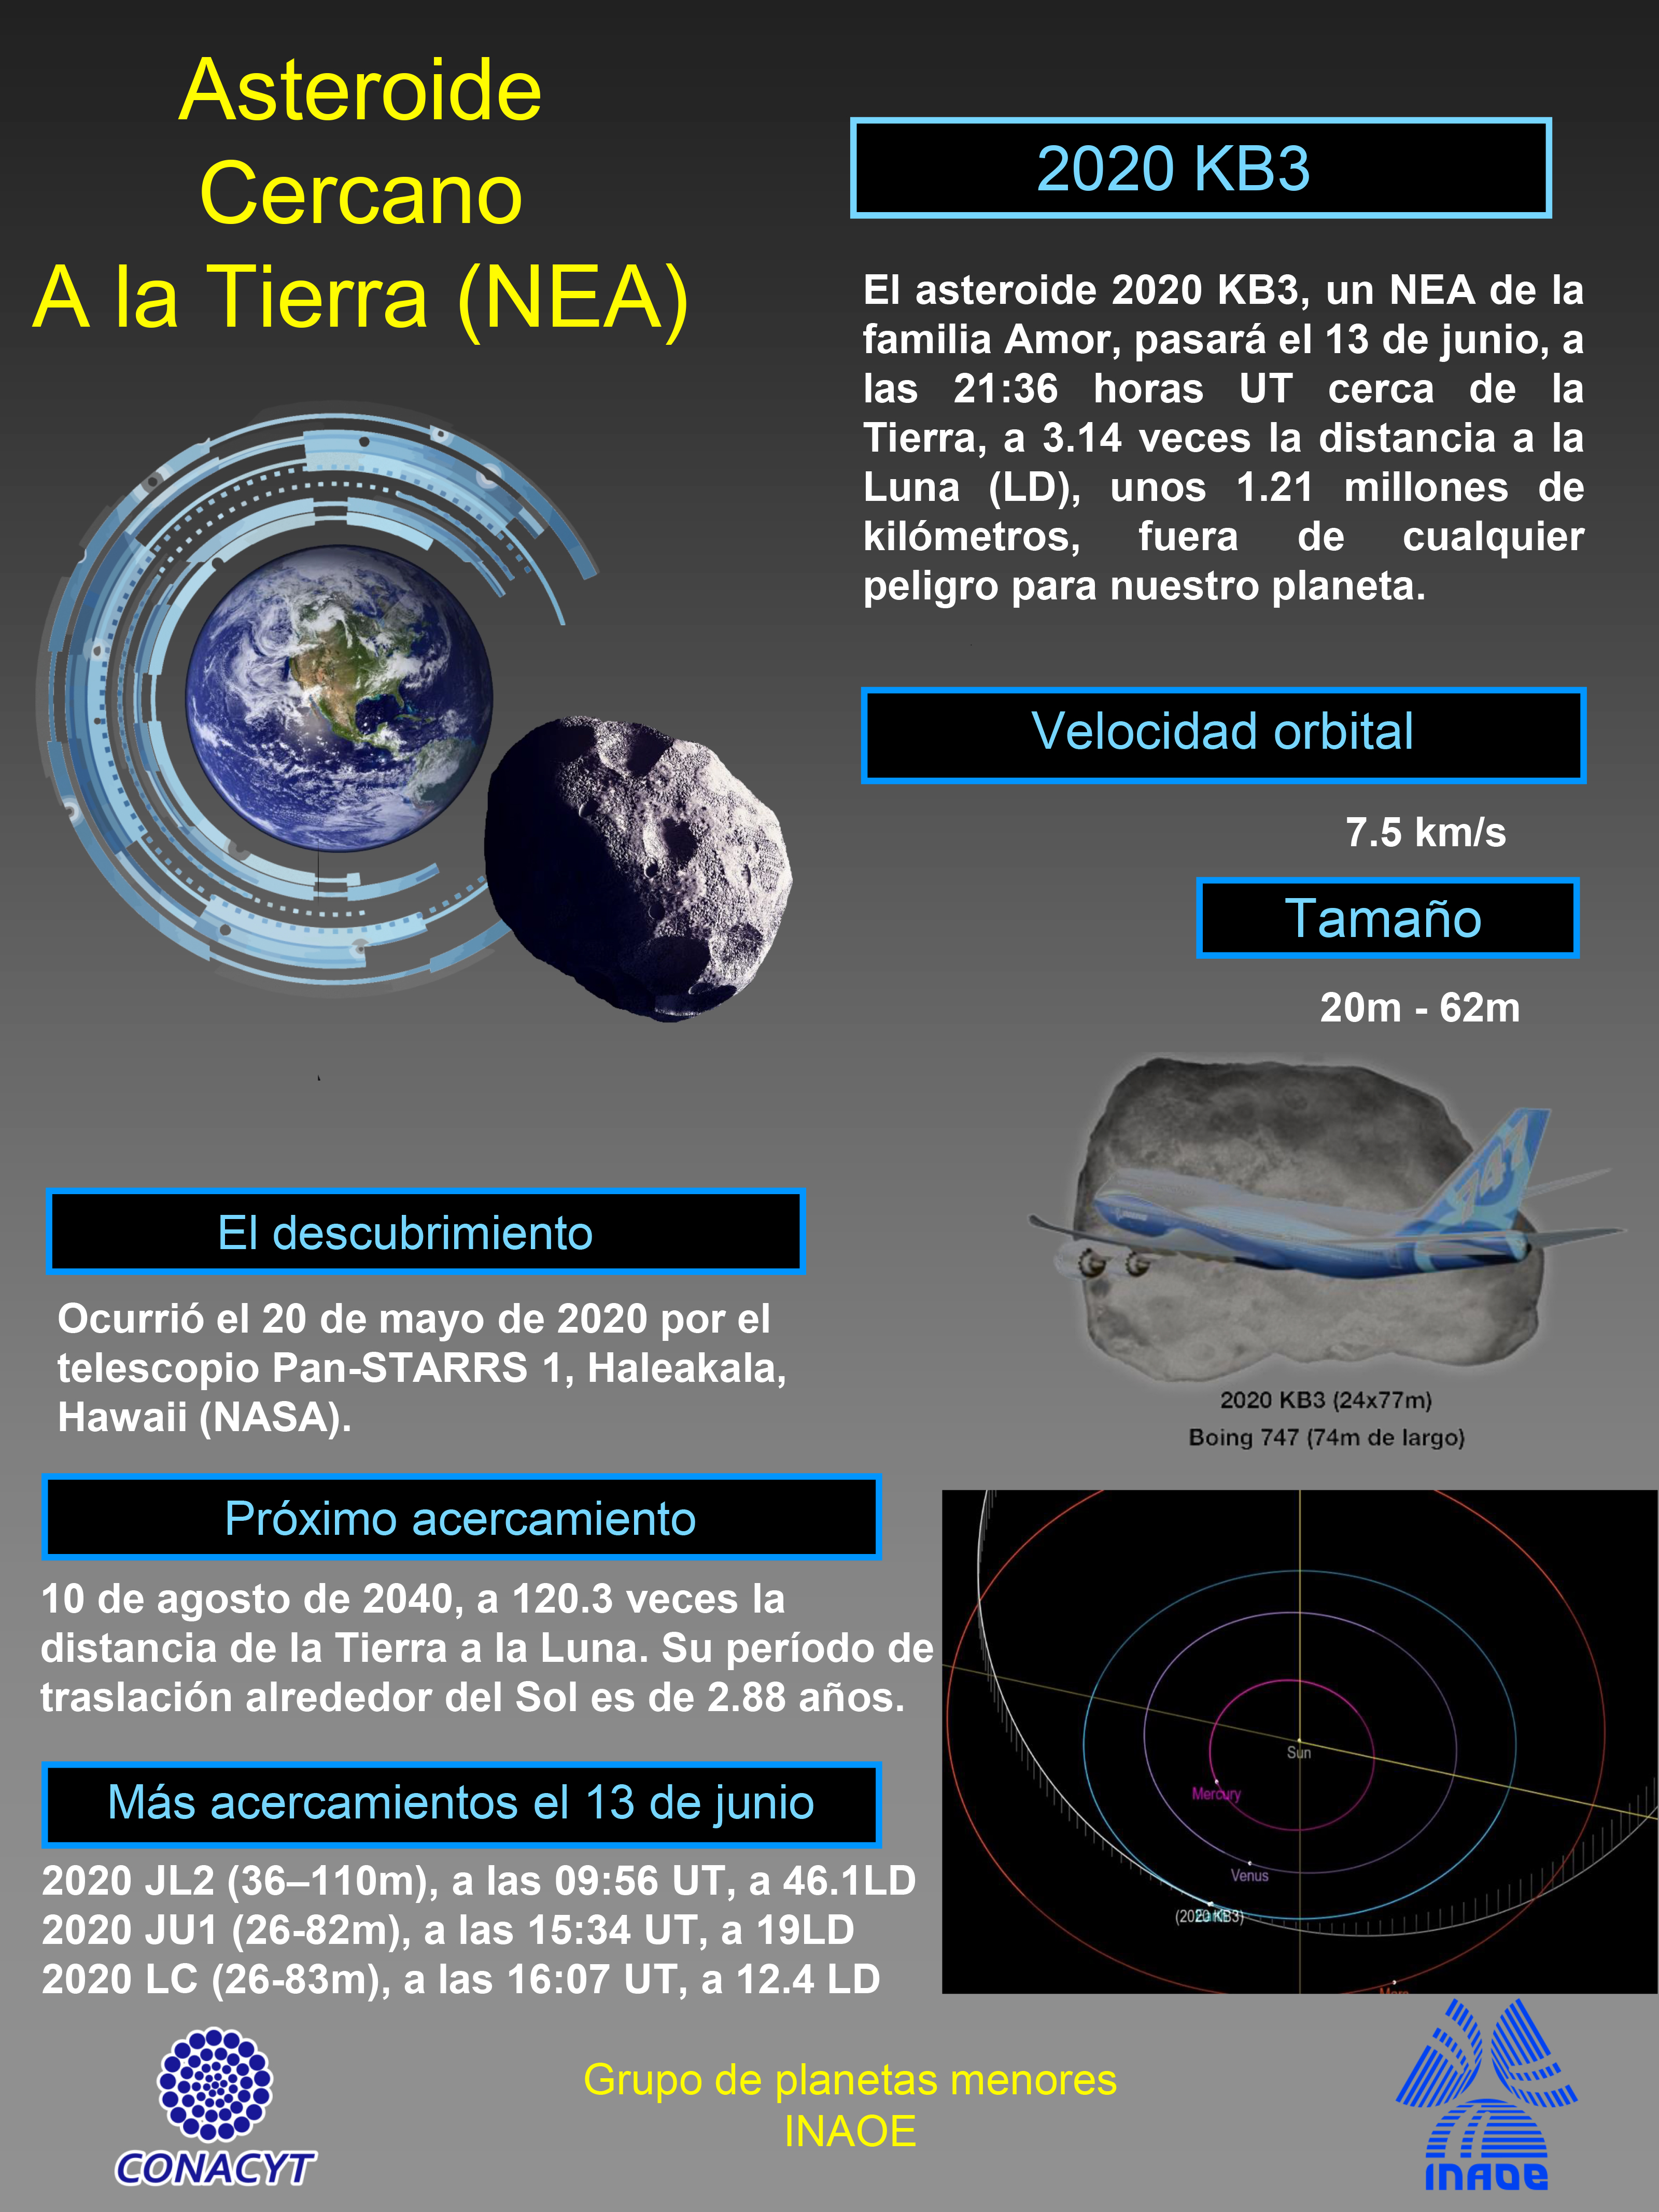 Asteroide
Cercano
A la Tierra (NEA)
2020 KB3
El asteroide 2020 KB3, un NEA de la
familia Amor, pasará el 13 de junio, a
las 21:36 horas UT cerca de la
Tierra, a 3.14 veces la distancia a la
Luna (LD), unos 1.21 millones de
kilómetros, fuera de cualquier
peligro para nuestro planeta.
Velocidad orbital
7.5 km/s
Tamaño
20m - 62m
747
2020 KB3 (24x77m)
Boing 747 (74m de largo)
El descubrimiento
Ocurrió el 20 de mayo de 2020 por el
telescopio Pan-STARRS 1, Haleakala,
Hawaii (NASA).
Próximo acercamiento
10 de agosto de 2040, a 120.3 veces la
distancia de la Tierra a la Luna. Su período de
traslación alrededor del Sol es de 2.88 años.
Más acercamientos el 13 de junio
2020 JL2 (36–110m), a las 09:56 UT, a 46.1LD
2020 JU1 (26-82m), a las 15:34 UT, a 19LD
2020 LC (26-83m), a las 16:07 UT, a 12.4 LD
Sun
Mercury
Venus
(2020 KB3)
CONACYT
Grupo de planetas menores
INAOE
INAOE